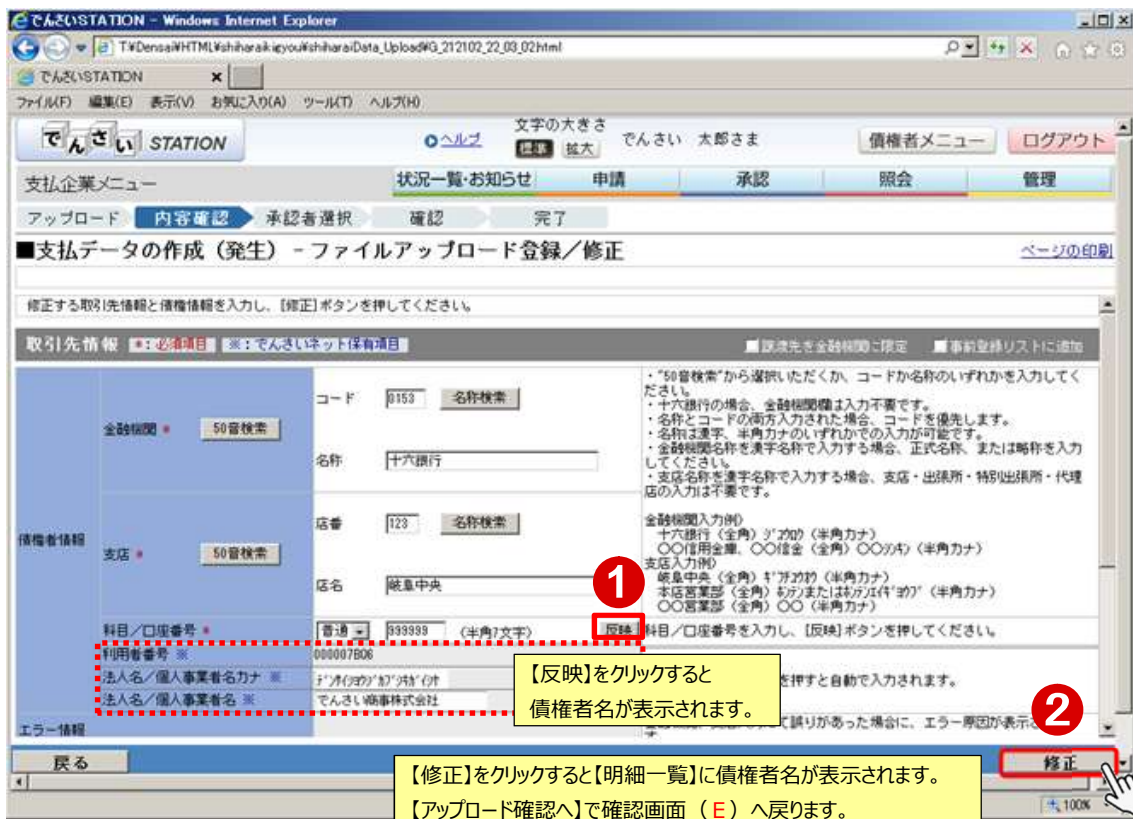 でんさいSTATION - Windows Internet Explorer
T:¥Densai¥HTML¥shiharaikigyou¥shiharaiData_Upload¥G_212102_22_03_02html
でんさいSTATION
ファイル(F) 編集(E) 表示(V) お気に入り(A) ツール(T) ヘルプ(H)
でんさい STATION
ヘルプ
文字の大きさ
標準 拡大
でんさい 太郎さま
債権者メニュー
ログアウト
支払企業メニュー
状況一覧・お知らせ 申請 承認 照会 管理
アップロード 内容確認 承認者選択 確認 完了
■支払データの作成（発生）－ファイルアップロード登録／修正
ページの印刷
修正する取引先情報と債権情報を入力し、[修正]ボタンを押してください。
取引先情報 *：必須項目 ※：でんさいネット保有項目
譲渡先を金融機関に限定 事前登録リストに追加
債権者情報
金融機関 * 50音検索
コード 0153 名称検索
名称 十六銀行
・"50音検索"から選択いただくか、コードか名称のいずれかを入力してく
ださい。
・十六銀行の場合、金融機関欄は入力不要です。
・名称とコードの両方入力された場合、コードを優先します。
・名称は漢字、半角カナのいずれかでの入力が可能です。
・金融機関名称を漢字名称で入力する場合、正式名称、または略称を入力
してください。
・支店名称を漢字名称で入力する場合、支店・出張所・特別出張所・代理
店の入力は不要です。
支店 * 50音検索
店番 123 名称検索
店名 岐阜中央
金融機関入力例)
十六銀行（全角）ｼﾞﾕｳﾛｸ（半角カナ）
〇〇信用金庫、〇〇信金（全角）〇〇ｼﾝｷﾝ（半角カナ）
支店入力例)
岐阜中央（全角）ｷﾞﾌﾁﾕｳｵｳ（半角カナ）
本店営業部（全角）ﾎﾝﾃﾝまたはﾎﾝﾃﾝｴｲｷﾞﾖｳﾌﾞ（半角カナ）
〇〇営業部（全角）〇〇（半角カナ）
1
科目／口座番号 * 普通 999999 （半角7文字） 反映
科目／口座番号を入力し、[反映]ボタンを押してください。
利用者番号 ※ 000007B06
法人名／個人事業者名カナ ※
法人名／個人事業者名 ※ でんさい商事株式会社
を押すと自動で入力されます。
【反映】をクリックすると
債権者名が表示されます。
2
エラー情報
て誤りがあった場合に、エラー原因が表示
戻る
修正
【修正】をクリックすると【明細一覧】に債権者名が表示されます。
【アップロード確認へ】で確認画面（E）へ戻ります。
100%